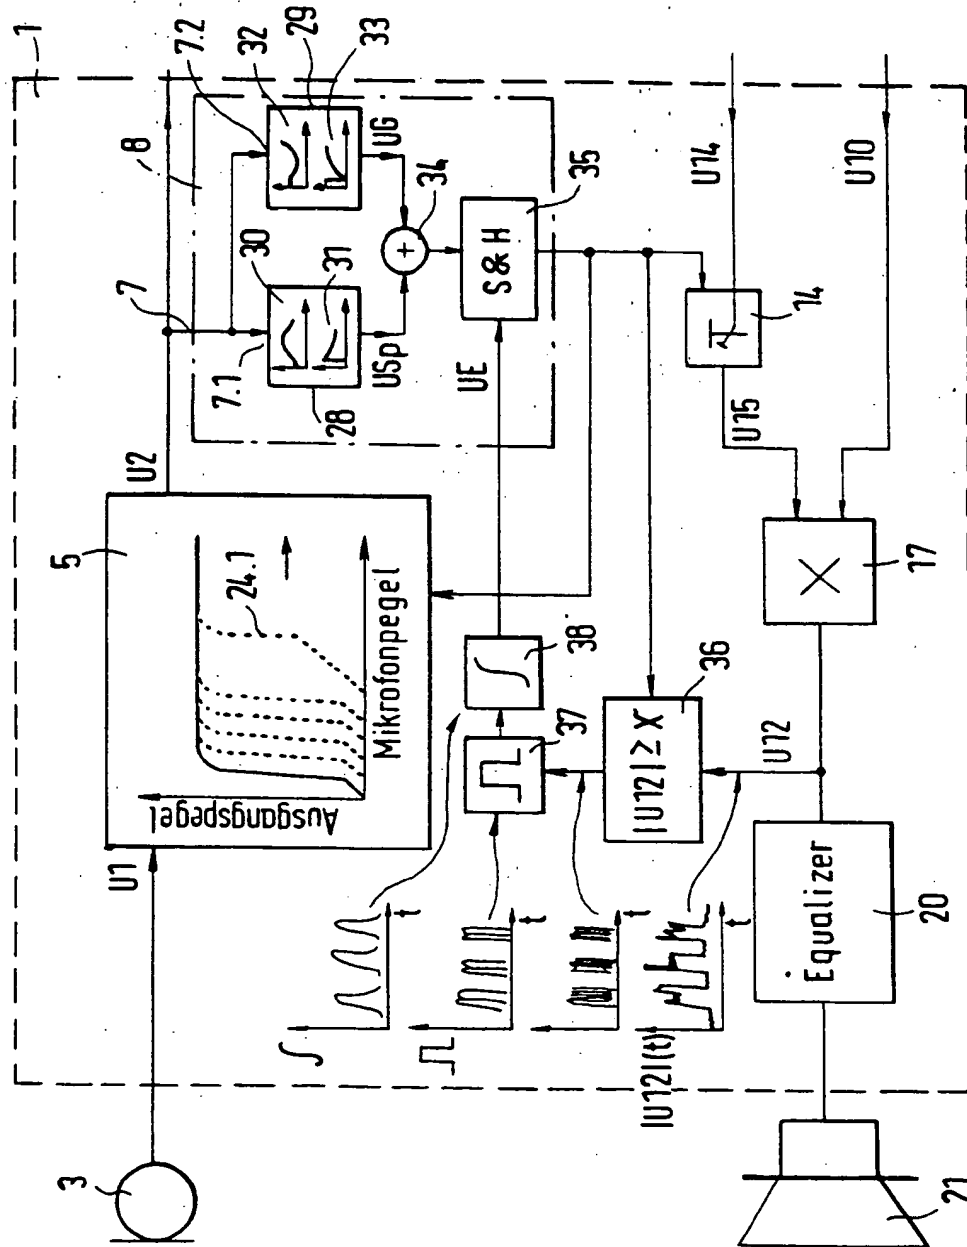 1
7.2
32
29
33
8
UG
34
7
30
31
7.1
28
USp
S & H
35
U14
U10
UE
U2
5
24.1
Mikrofonpegel
Ausgangspegel
U1
38
37
36
|U12| ≥ X
U12
14
U15
17
Equalizer
20
21
3
t
t
t
t
|U12|(t)